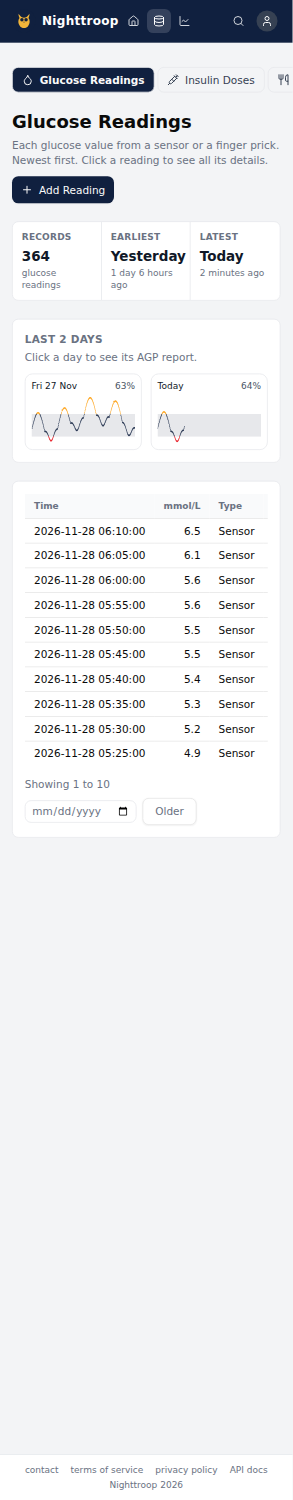 Nighttroop
Glucose Readings
Insulin Doses
Glucose Readings
Each glucose value from a sensor or a finger prick.
Newest first. Click a reading to see all its details.
Add Reading
RECORDS EARLIEST LATEST
364 Yesterday Today
glucose readings 1 day 6 hours ago 2 minutes ago
LAST 2 DAYS
Click a day to see its AGP report.
Fri 27 Nov 63% Today 64%
Time mmol/L Type
2026-11-28 06:10:00 6.5 Sensor
2026-11-28 06:05:00 6.1 Sensor
2026-11-28 06:00:00 5.6 Sensor
2026-11-28 05:55:00 5.6 Sensor
2026-11-28 05:50:00 5.5 Sensor
2026-11-28 05:45:00 5.5 Sensor
2026-11-28 05:40:00 5.4 Sensor
2026-11-28 05:35:00 5.3 Sensor
2026-11-28 05:30:00 5.2 Sensor
2026-11-28 05:25:00 4.9 Sensor
Showing 1 to 10
mm/dd/yyyy Older
contact terms of service privacy policy API docs
Nighttroop 2026